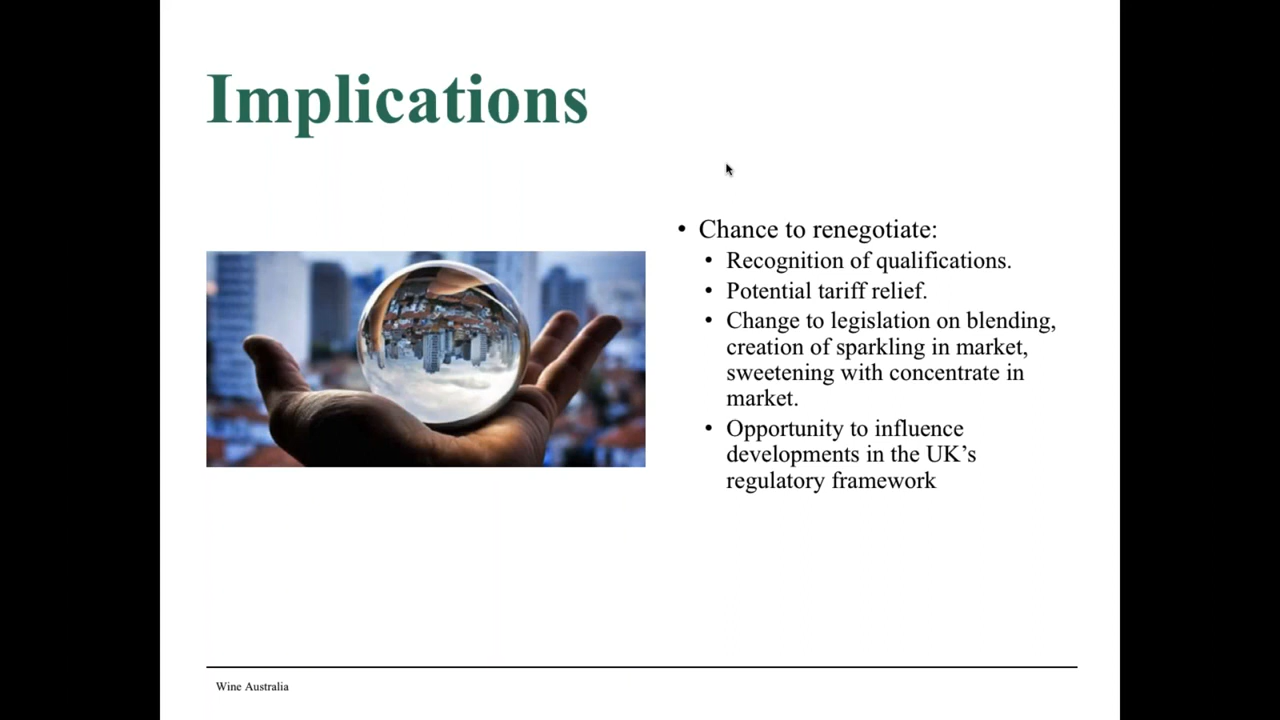 Implications
• Chance to renegotiate:
• Recognition of qualifications.
• Potential tariff relief.
• Change to legislation on blending,
creation of sparkling in market,
sweetening with concentrate in
market.
• Opportunity to influence
developments in the UK’s
regulatory framework
Wine Australia